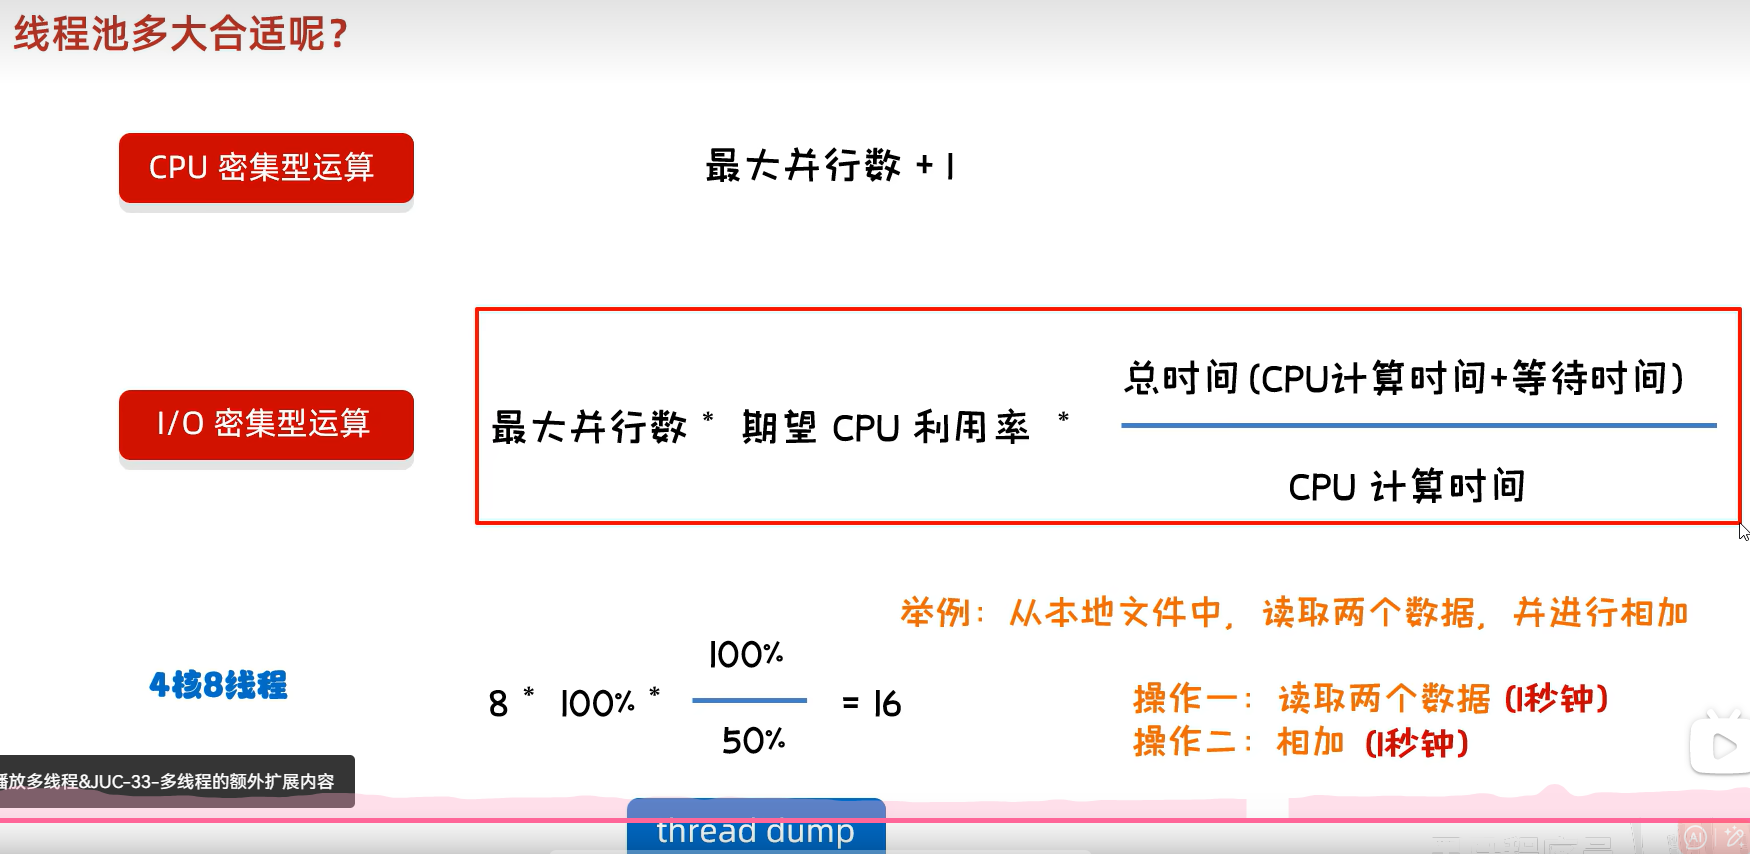 线程池多大合适呢?
CPU 密集型运算
最大并行数 + 1
I/O 密集型运算
最大并行数 * 期望 CPU 利用率 *
总时间(CPU计算时间+等待时间)
CPU 计算时间
举例：从本地文件中，读取两个数据，并进行相加
4核8线程
8 * 100% *
100%
50%
= 16
操作一：读取两个数据 (1秒钟)
操作二：相加 (1秒钟)
播放多线程&JUC-33-多线程的额外扩展内容
thread dump
AI